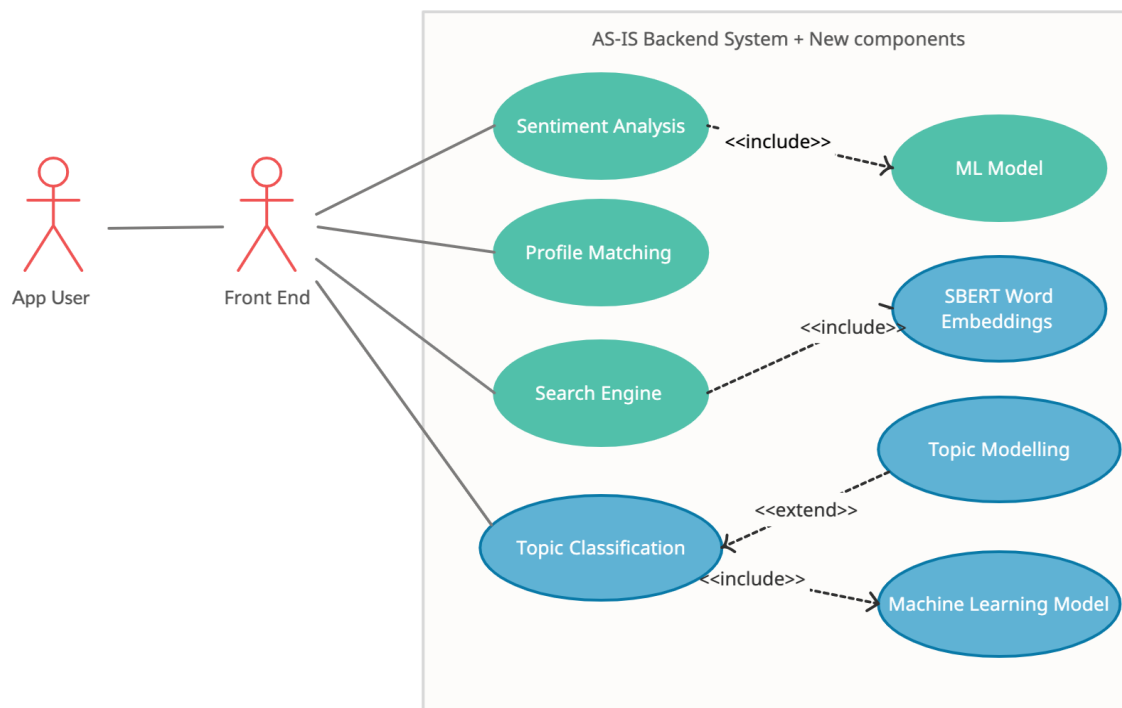 AS-IS Backend System + New components
Sentiment Analysis
<<include>>
ML Model
Profile Matching
App User
Front End
SBERT Word
Embeddings
<<include>>
Search Engine
Topic Modelling
<<extend>>
Topic Classification
<<include>>
Machine Learning Model